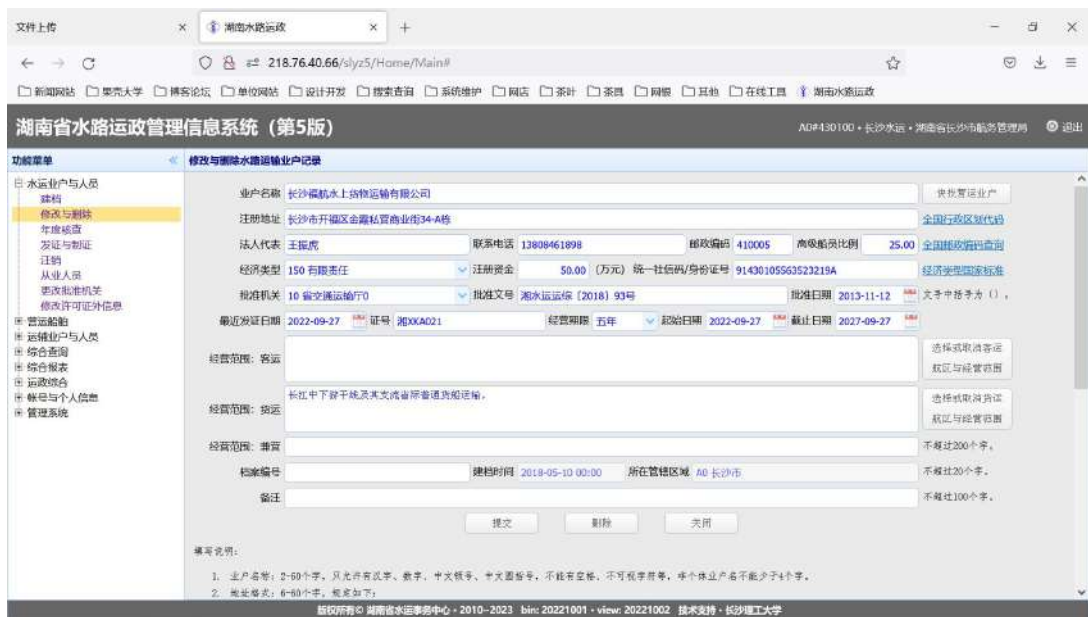 文件上传
湖南水路运政
218.76.40.66/slyz5/Home/Main#
新闻网站 果壳大学 博客论坛 单位网站 设计开发 搜索查询 系统维护 网店 茶叶 茶具 网银 其他 在线工具 湖南水路运政
湖南省水路运政管理信息系统（第5版） A0#430100・长沙水运・湖南省长沙市航务管理局 退出
功能菜单 修改与删除水路运输业户记录
水运业户与人员
建档
修改与删除
年度核查
发证与制证
注销
从业人员
更改批准机关
修改许可证外信息
营运船舶
运辅业户与人员
综合查询
综合报表
运政综合
帐号与个人信息
管理系统
业户名称 长沙福航水上货物运输有限公司 快找营运业户
注册地址 长沙市开福区金霞私营商业街34-A栋 全国行政区划代码
法人代表 王振虎 联系电话 13808461898 邮政编码 410005 高级船员比例 25.00 全国邮政编码查询
经济类型 150 有限责任 注册资金 50.00 (万元) 统一社信码/身份证号 91430105563523219A 经济类型国家标准
批准机关 10 省交通运输厅0 批准文号 湘水运运综〔2018〕93号 批准日期 2013-11-12 文号中括号为〔〕。
最近发证日期 2022-09-27 证号 湘XKA021 经营期限 五年 起始日期 2022-09-27 截止日期 2027-09-27
经营范围: 客运 选择或取消客运
航区与经营范围
经营范围: 货运 长江中下游干线及其支流省际普通货船运输。 选择或取消货运
航区与经营范围
经营范围: 兼营 不超过200个字。
档案编号 建档时间 2018-05-10 00:00 所在管辖区域 A0 长沙市 不超过20个字。
备注 不超过100个字。
提交 删除 关闭
填写说明:
1. 业户名称: 2-60个字，只允许有汉字、数字、中文顿号、中文圆括号，不能有空格、不可视字符等，非个体业户名不能少于4个字。
2. 地址格式: 6-60个字，规定如下:
版权所有© 湖南省水运事务中心・2010-2023 bin: 20221001・view: 20221002 技术支持・长沙理工大学